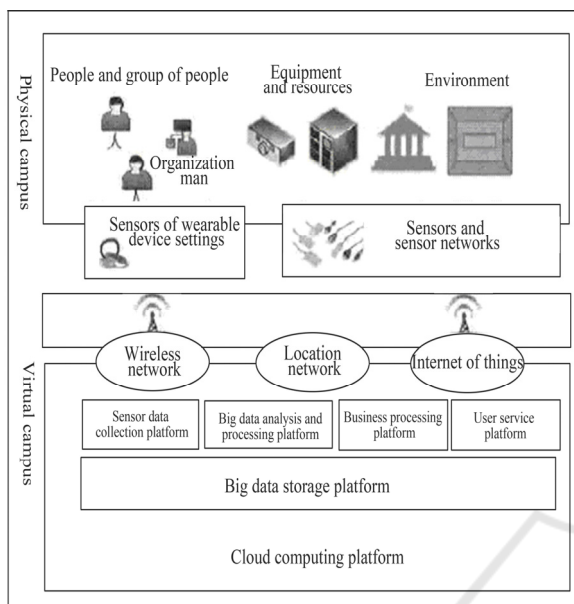 Physical campus
People and group of people
Equipment
and resources
Environment
Organization
man
Sensors of wearable
device settings
Sensors and
sensor networks
Virtual campus
Wireless
network
Location
network
Internet of
things
Sensor data
collection platform
Big data analysis and
processing platform
Business processing
platform
User service
platform
Big data storage platform
Cloud computing platform